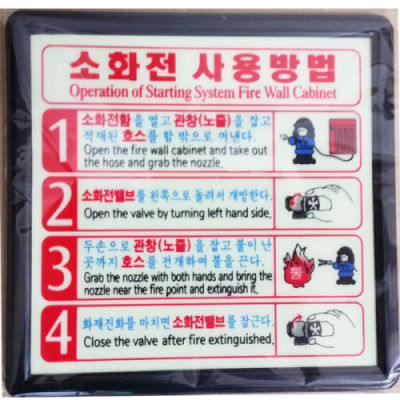 소화전 사용방법
Operation of Starting System Fire Wall Cabinet
1
소화전함을 열고 관창(노즐)을 잡고
적재된 호스를 함 밖으로 꺼낸다.
Open the fire wall cabinet and take out
the hose and grab the nozzle.
2
소화전밸브를 왼쪽으로 돌려서 개방한다.
Open the valve by turning left hand side.
3
두손으로 관창(노즐)을 잡고 불이 난
곳까지 호스를 전개하여 불을 끈다.
Grab the nozzle with both hands and bring the
nozzle near the fire point and extinguish it.
불
4
화재진화를 마치면 소화전밸브를 잠근다.
Close the valve after fire extinguished.